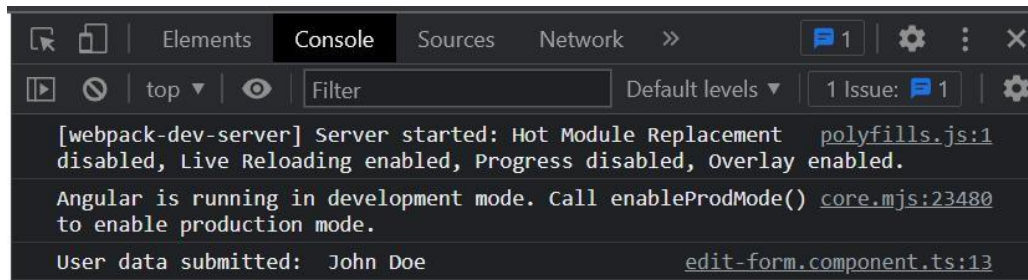 Elements Console Sources Network » 1
top ▼ Filter Default levels ▼ 1 Issue: 1
[webpack-dev-server] Server started: Hot Module Replacement polyfills.js:1
disabled, Live Reloading enabled, Progress disabled, Overlay enabled.
Angular is running in development mode. Call enableProdMode() core.mjs:23480
to enable production mode.
User data submitted:  John Doe edit-form.component.ts:13